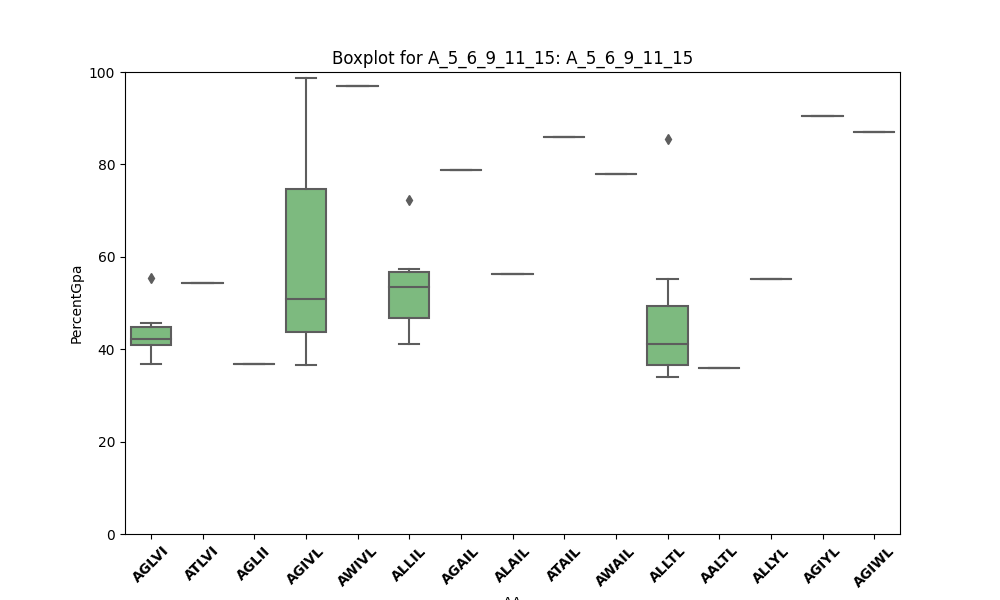 Boxplot for A_5_6_9_11_15: A_5_6_9_11_15
PercentGpa
100
80
60
40
20
0
AGLVI
ATLVI
AGLII
AGIVL
AWIVL
ALLIL
AGAIL
ALAIL
ATAIL
AWAIL
ALLTL
AALTL
ALLYL
AGIYL
AGIWL
AA